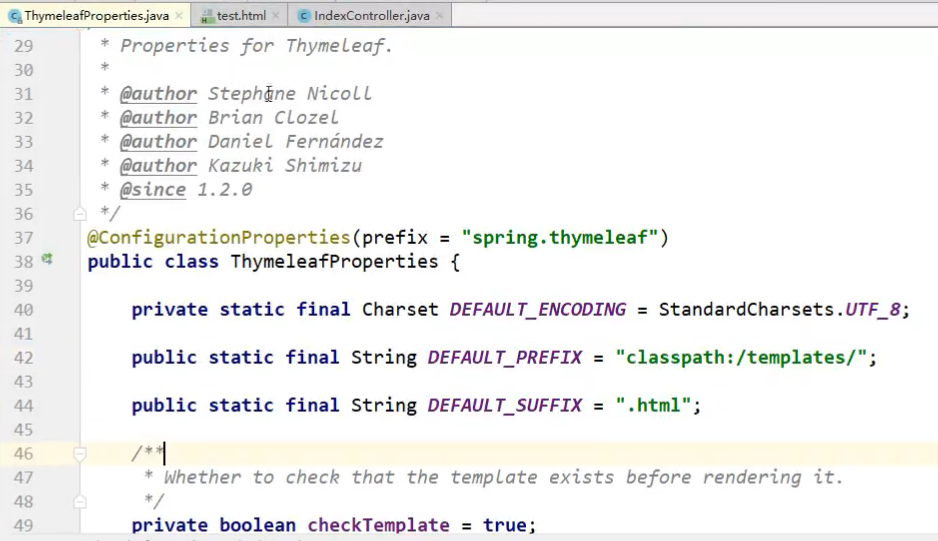 ThymeleafProperties.java × test.html × IndexController.java ×
29 * Properties for Thymeleaf.
30 *
31 * @author Stephane Nicoll
32 * @author Brian Clozel
33 * @author Daniel Fernández
34 * @author Kazuki Shimizu
35 * @since 1.2.0
36 */
37 @ConfigurationProperties(prefix = "spring.thymeleaf")
38 public class ThymeleafProperties {
39
40 private static final Charset DEFAULT_ENCODING = StandardCharsets.UTF_8;
41
42 public static final String DEFAULT_PREFIX = "classpath:/templates/";
43
44 public static final String DEFAULT_SUFFIX = ".html";
45
46 /**
47 * Whether to check that the template exists before rendering it.
48 */
49 private boolean checkTemplate = true;